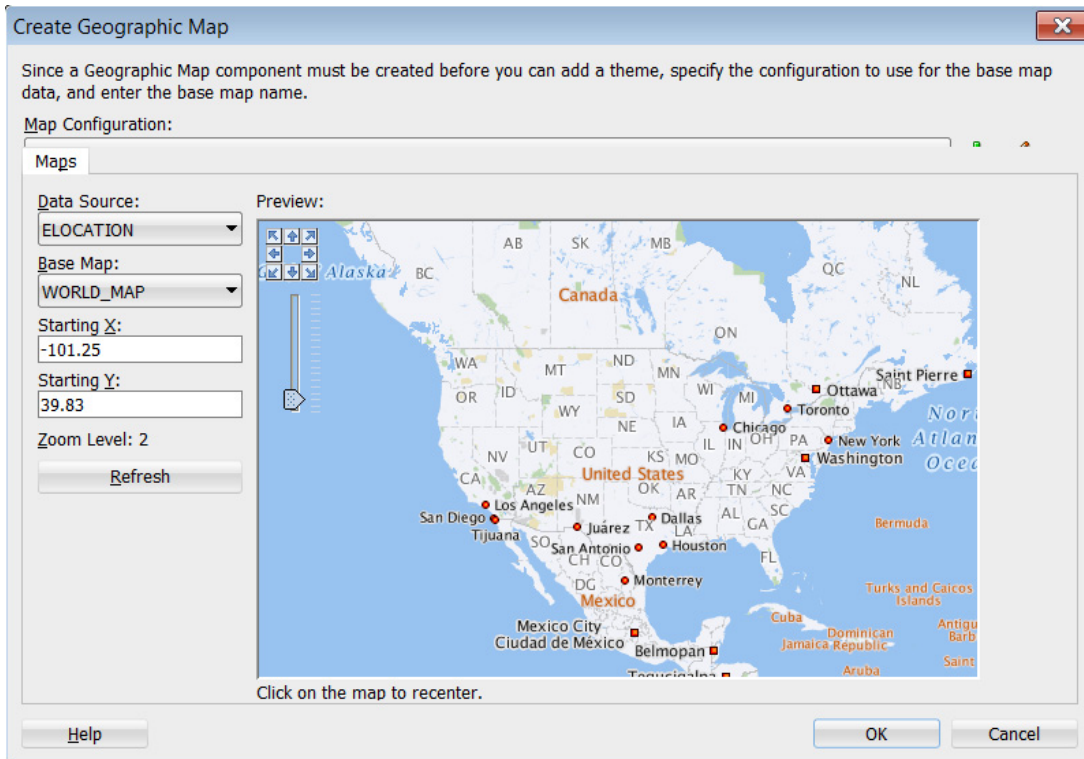 Create Geographic Map
Since a Geographic Map component must be created before you can add a theme, specify the configuration to use for the base map
data, and enter the base map name.
Map Configuration:
Maps
Data Source:
ELOCATION
Base Map:
WORLD_MAP
Starting X:
-101.25
Starting Y:
39.83
Zoom Level: 2
Refresh
Preview:
AB
SK
MB
Alaska
BC
QC
NL
Canada
ON
WA
MT
ND
MN
Saint Pierre
NB
Ottawa
OR
ID
SD
WI
MI
Toronto
WY
NE
IA
Chicago
Nor
NV
UT
CO
IL
IN
OH
PA
New York
Atlan
KS
MO
Washington
Ocea
CA
United States
KY
VA
AZ
NM
OK
AR
TN
NC
Los Angeles
San Diego
Dallas
AL
SC
Tijuana
SO
Juárez
TX
LA
GA
Bermuda
San Antonio
Houston
CH
CO
FL
DG
Monterrey
Mexico
Turks and Caicos
Islands
Cuba
Mexico City
Ciudad de México
Dominican
Republic
Jamaica
Antigu
Barb
Belmopan
Saint
Aruba
Tegucigalpa
Click on the map to recenter.
Help
OK
Cancel